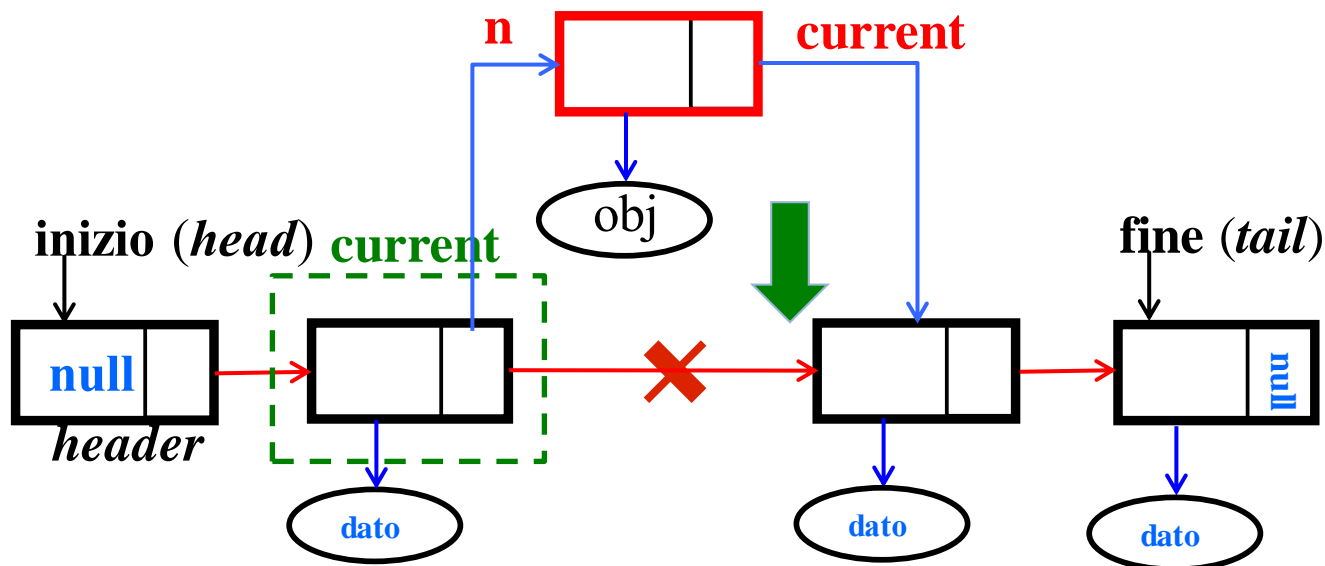 n
current
obj
inizio (head)
current
fine (tail)
null
null
header
dato
dato
dato